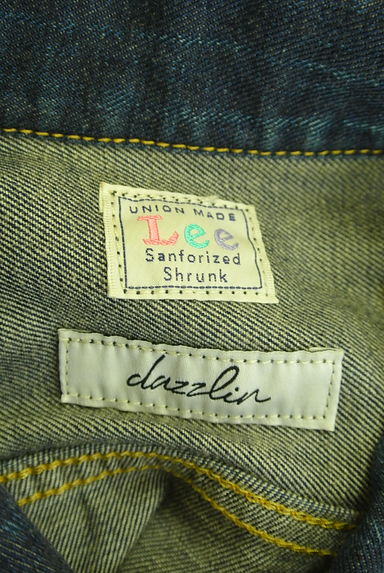 UNION MADE
Lee
Sanforized
Shrunk
dazzlin